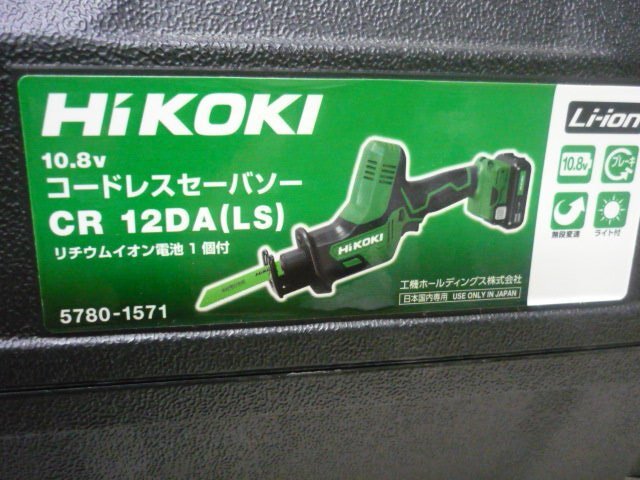 HiKOKI
10.8v
コードレスセーバソー
CR 12DA(LS)
リチウムイオン電池 1 個付
5780-1571
HiKOKI
工機ホールディングス株式会社
日本国内専用 USE ONLY IN JAPAN
Li-ion
10.8v
ブレーキ
無段変速
ライト付